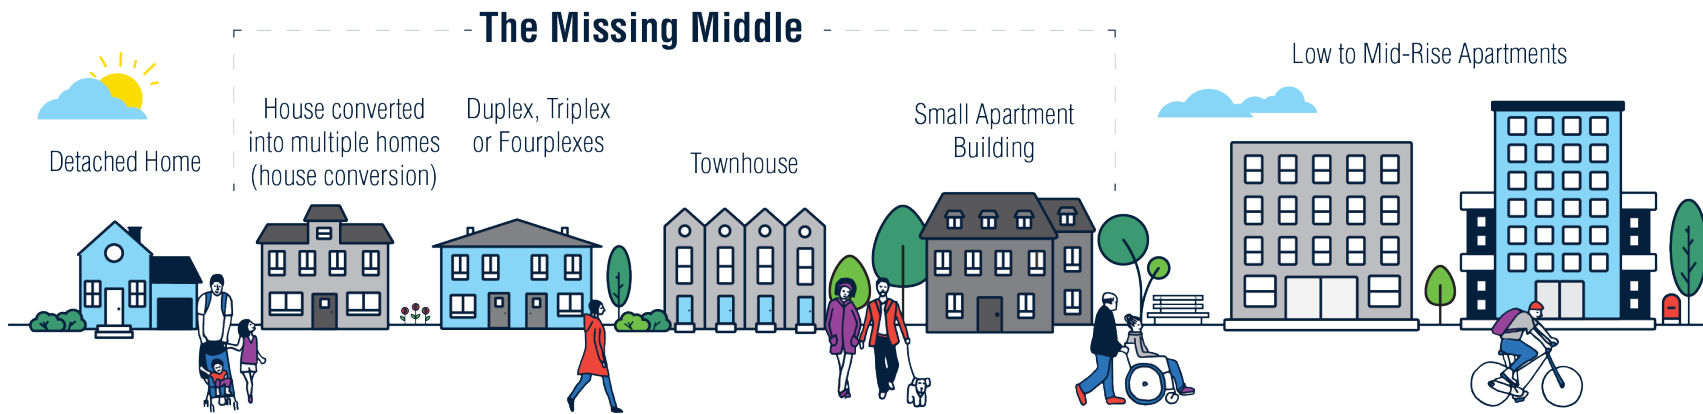 The Missing Middle
Detached Home
House converted
into multiple homes
(house conversion)
Duplex, Triplex
or Fourplexes
Townhouse
Small Apartment
Building
Low to Mid-Rise Apartments